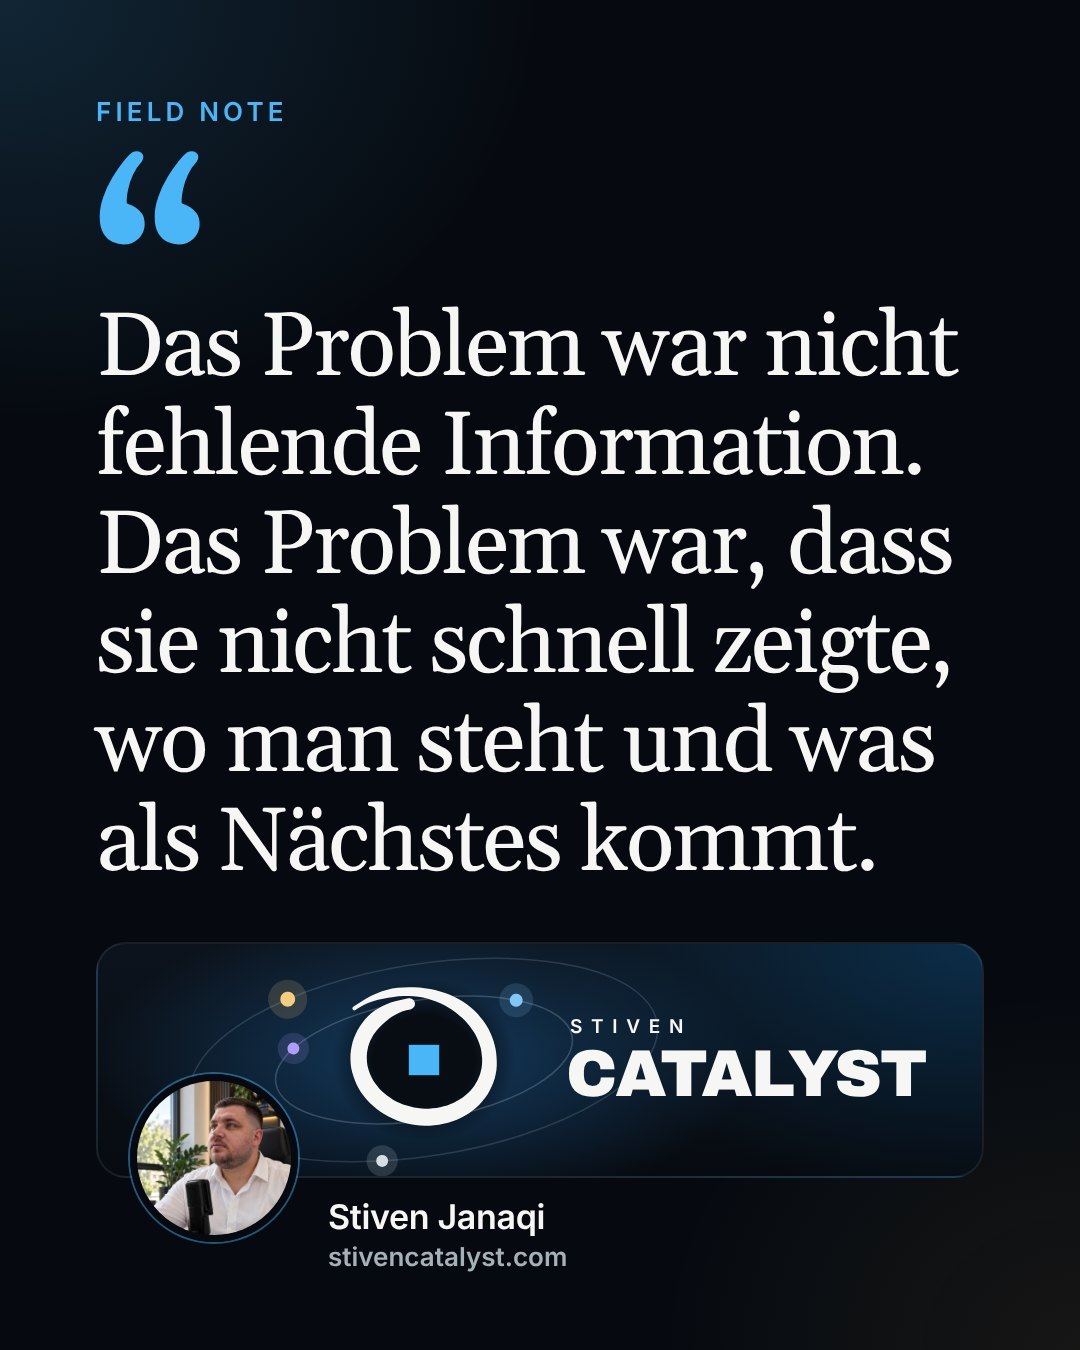 FIELD NOTE
“
Das Problem war nicht
fehlende Information.
Das Problem war, dass
sie nicht schnell zeigte,
wo man steht und was
als Nächstes kommt.
STIVEN
CATALYST
Stiven Janaqi
stivencatalyst.com